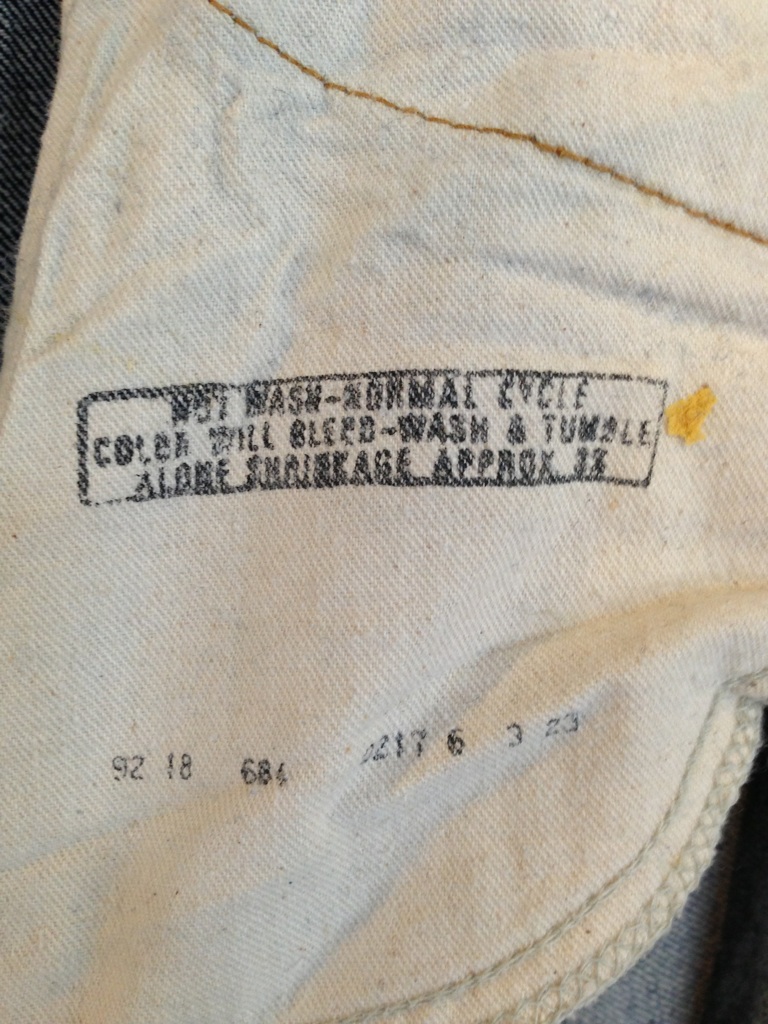 HOT WASH-NORMAL CYCLE
COLOR WILL BLEED-WASH & TUMBLE
ALONE SHRINKAGE APPROX 3%
92 18 684 217 6 3 23